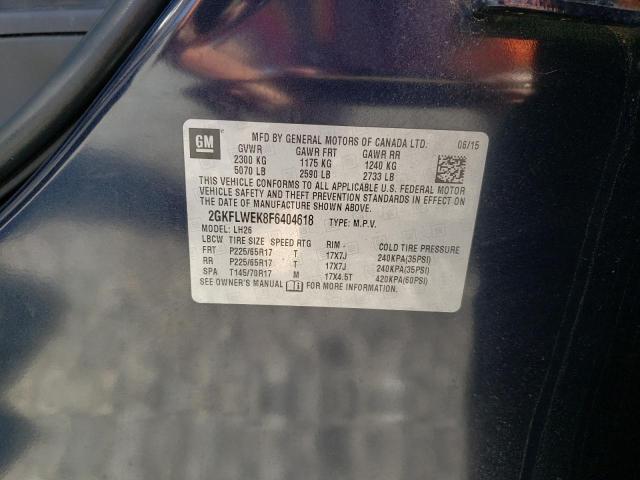 GM
MFD BY GENERAL MOTORS OF CANADA LTD. 06/15
GVWR GAWR FRT GAWR RR
2300 KG 1175 KG 1240 KG
5070 LB 2590 LB 2733 LB
THIS VEHICLE CONFORMS TO ALL APPLICABLE U.S. FEDERAL MOTOR
VEHICLE SAFETY AND THEFT PREVENTION STANDARDS IN EFFECT ON
THE DATE OF MANUFACTURE SHOWN ABOVE.
2GKFLWEK8F6404618 TYPE: M.P.V.
MODEL: LH26
LBCW TIRE SIZE SPEED RTG RIM - COLD TIRE PRESSURE
FRT P225/65R17 T 17X7J 240KPA(35PSI)
RR P225/65R17 T 17X7J 240KPA(35PSI)
SPA T145/70R17 M 17X4.5T 420KPA(60PSI)
SEE OWNER'S MANUAL FOR MORE INFORMATION.